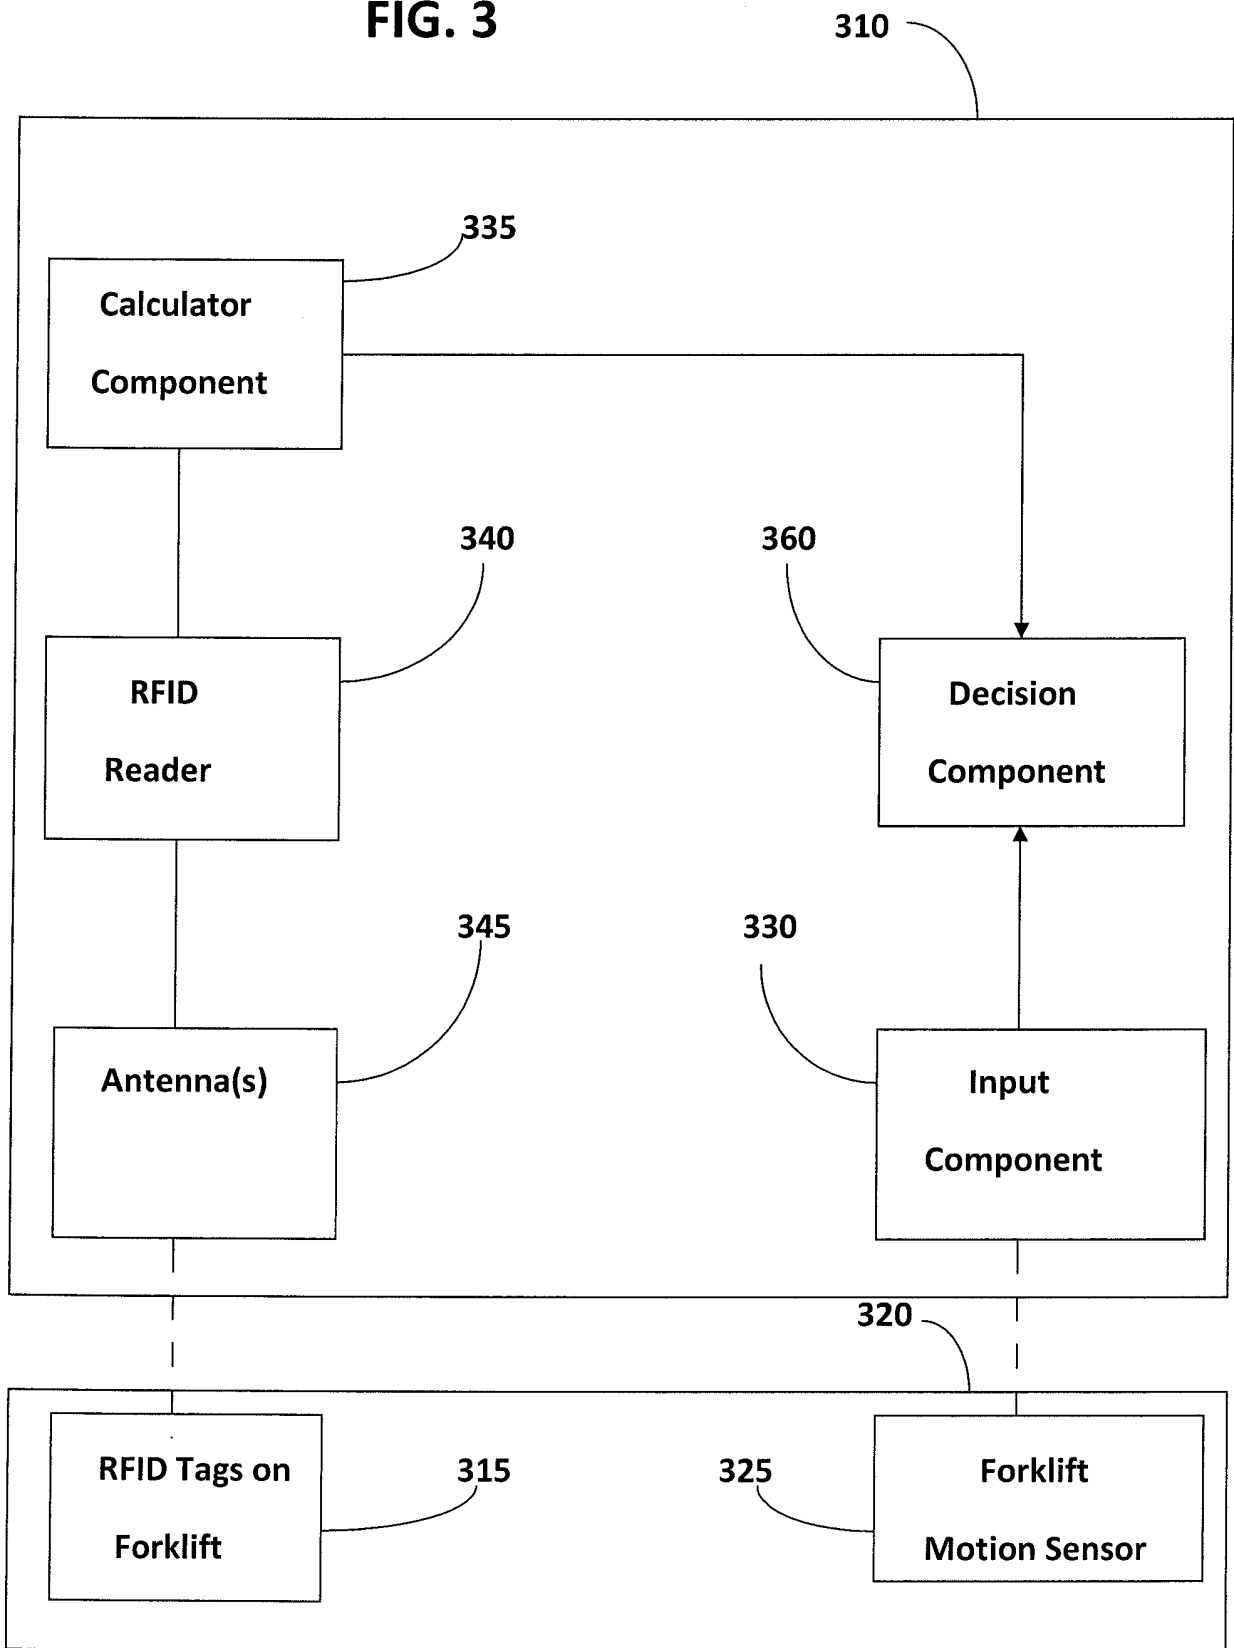 FIG. 3
310
335
Calculator
Component
340
360
RFID
Reader
Decision
Component
345
330
Antenna(s)
Input
Component
320
RFID Tags on
Forklift
315
325
Forklift
Motion Sensor